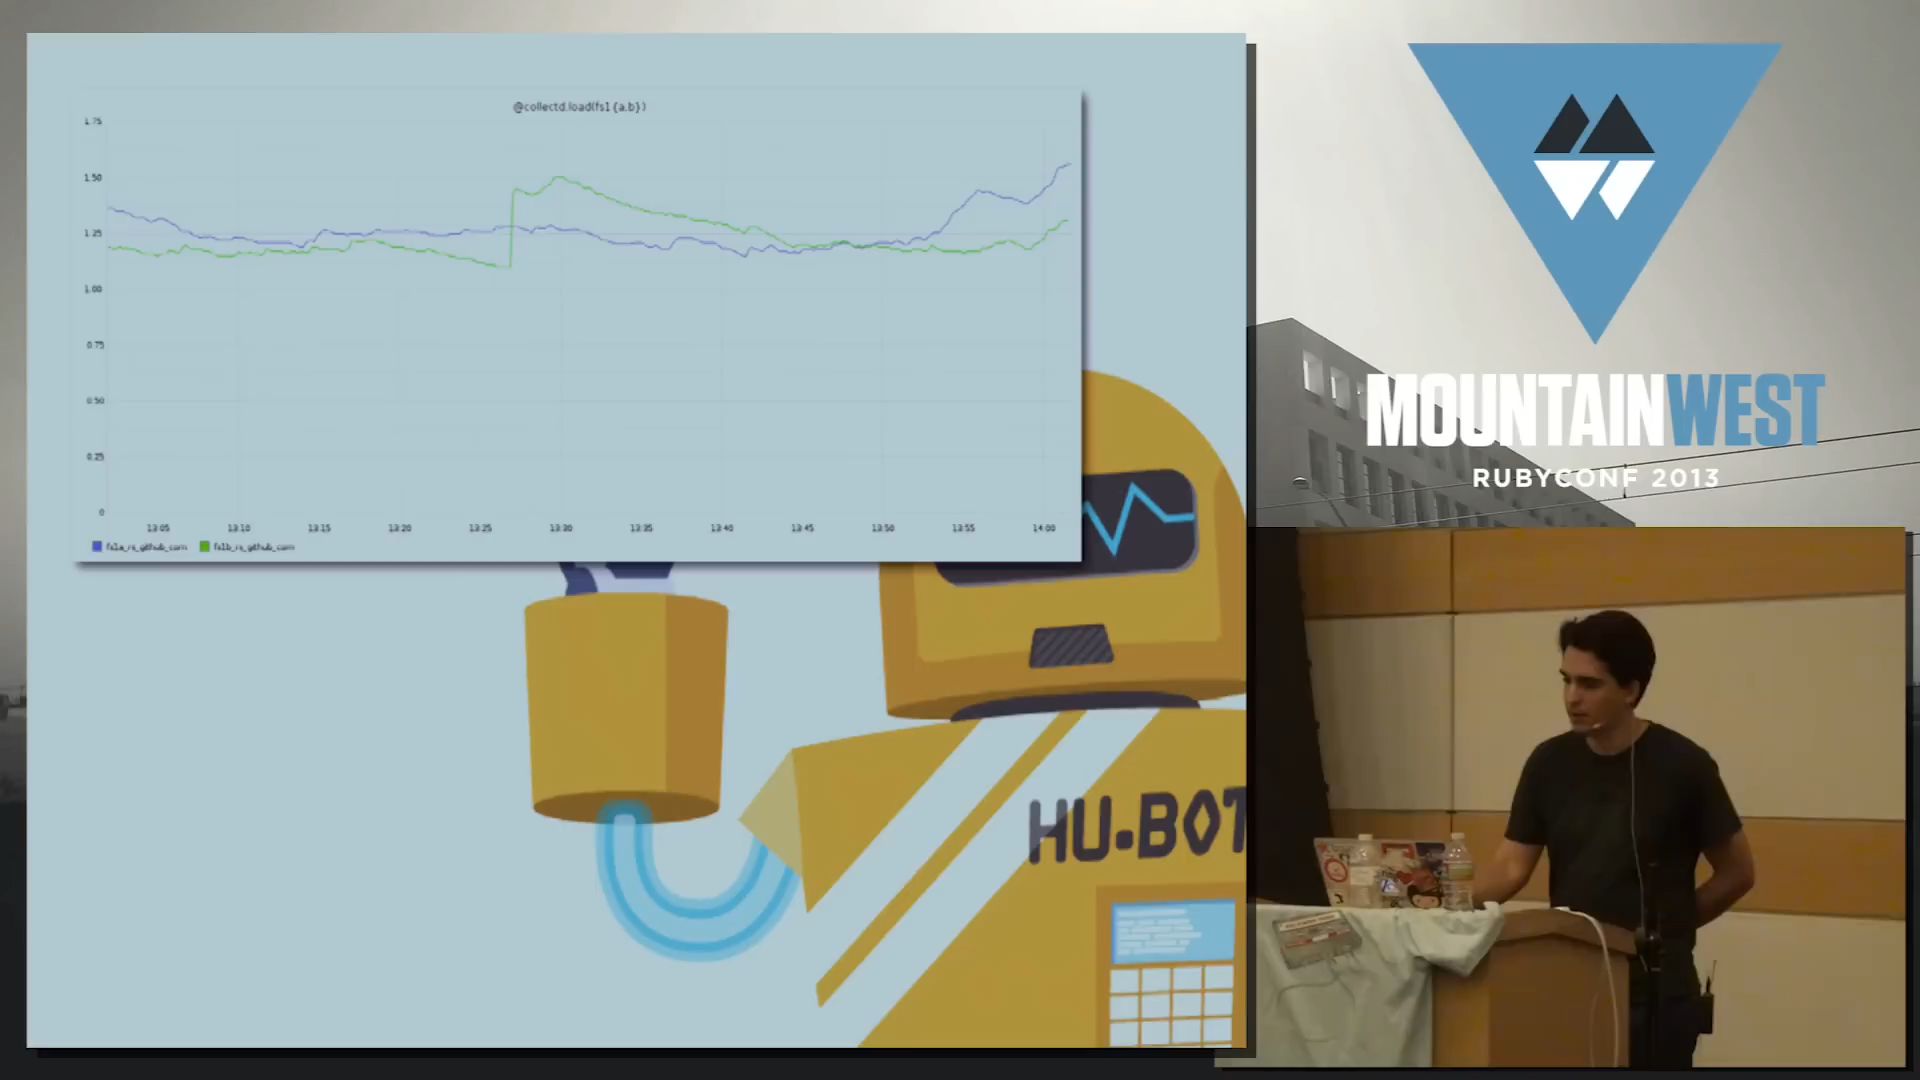 @collectd.load(fs1{a,b})
1.75
1.50
1.25
1.00
0.75
0.50
0.25
0
13:05 13:10 13:15 13:20 13:25 13:30 13:35 13:40 13:45 13:50 13:55 14:00
fs1a_rs_github_com fs1b_rs_github_com
HU-BOT
MOUNTAINWEST
RUBYCONF 2013